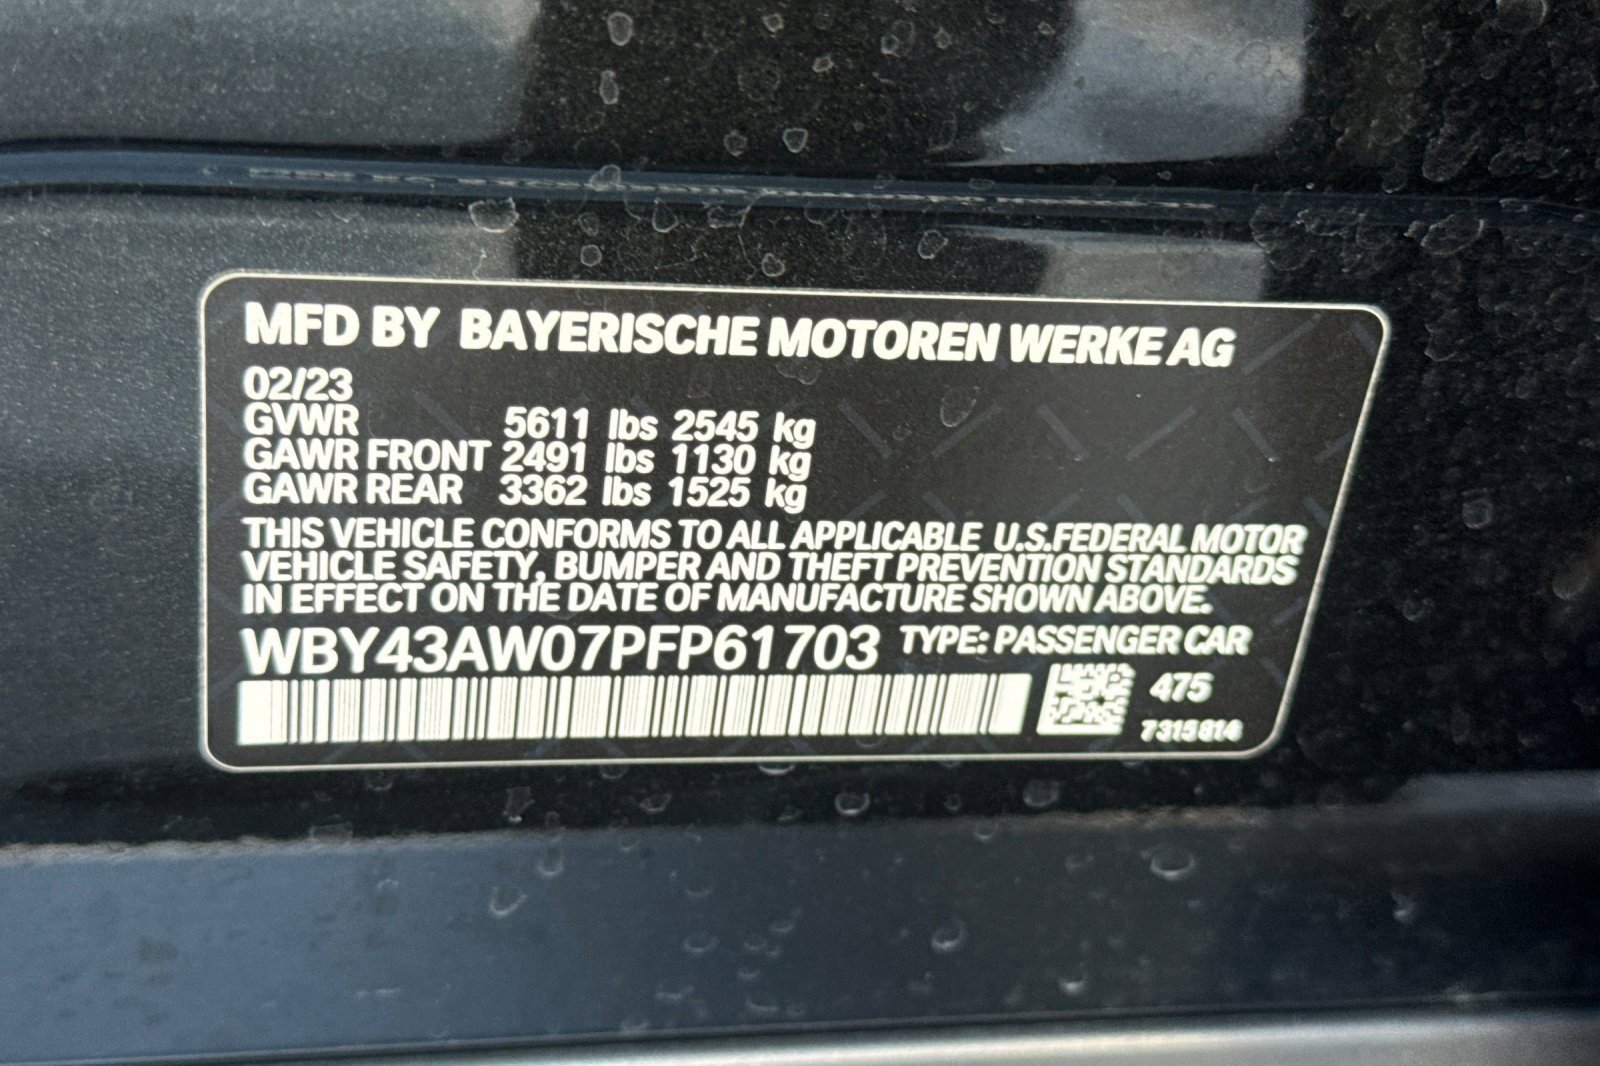 MFD BY BAYERISCHE MOTOREN WERKE AG
02/23
GVWR 5611 lbs 2545 kg
GAWR FRONT 2491 lbs 1130 kg
GAWR REAR 3362 lbs 1525 kg
THIS VEHICLE CONFORMS TO ALL APPLICABLE U.S.FEDERAL MOTOR
VEHICLE SAFETY, BUMPER AND THEFT PREVENTION STANDARDS
IN EFFECT ON THE DATE OF MANUFACTURE SHOWN ABOVE.
WBY43AW07PFP61703 TYPE: PASSENGER CAR
475
7315814